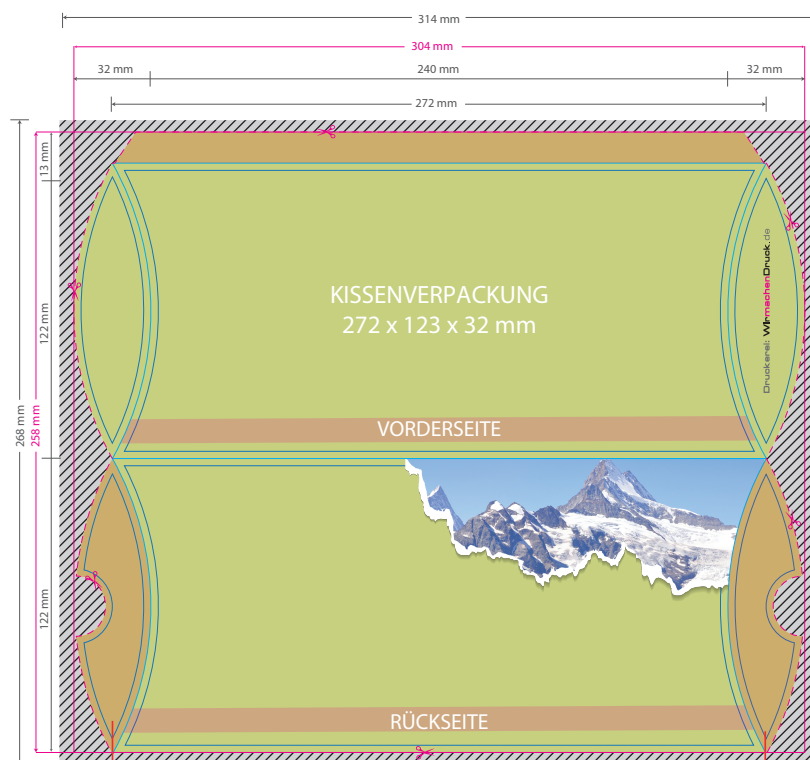 314 mm
304 mm
32 mm
240 mm
32 mm
272 mm
13 mm
122 mm
268 mm
258 mm
122 mm
KISSENVERPACKUNG
272 x 123 x 32 mm
Druckerei: WIRmachenDruck.de
VORDERSEITE
RÜCKSEITE